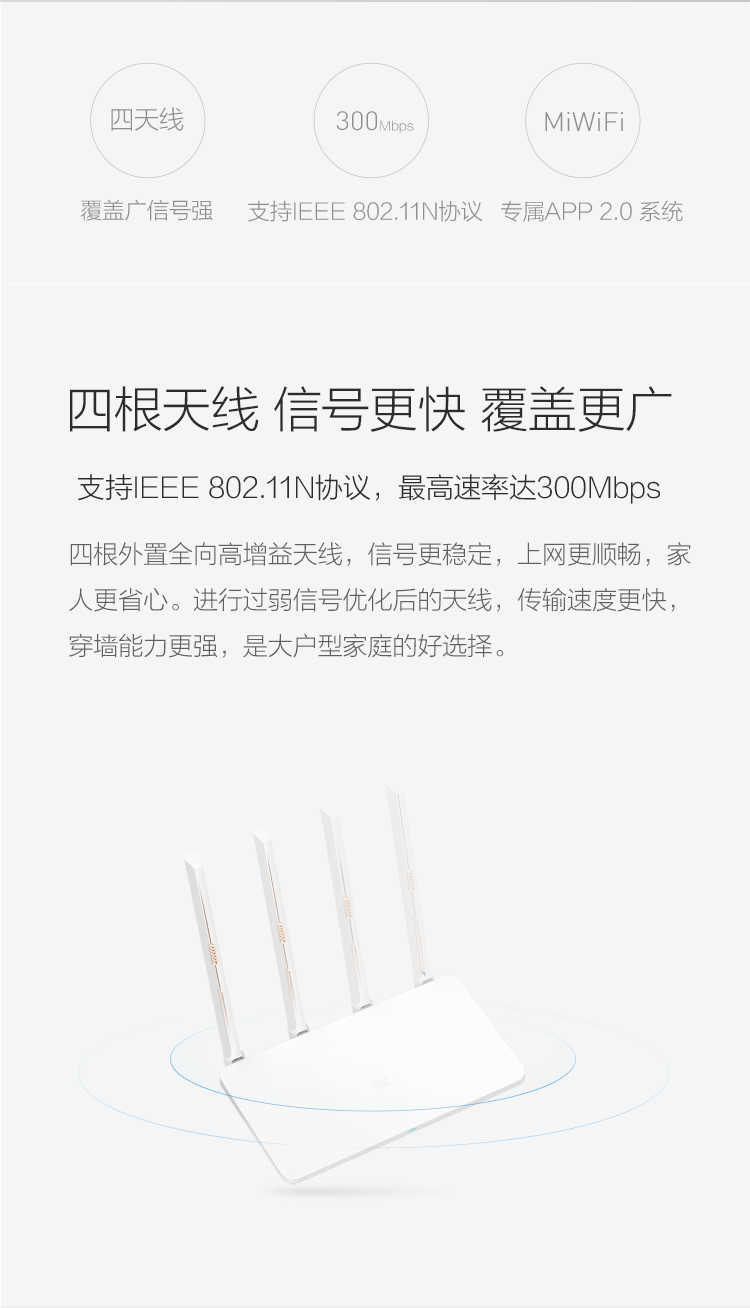 四天线
300Mbps
MiWiFi
覆盖广信号强
支持IEEE 802.11N协议
专属APP 2.0 系统
四根天线 信号更快 覆盖更广
支持IEEE 802.11N协议，最高速率达300Mbps
四根外置全向高增益天线，信号更稳定，上网更顺畅，家
人更省心。进行过弱信号优化后的天线，传输速度更快，
穿墙能力更强，是大户型家庭的好选择。